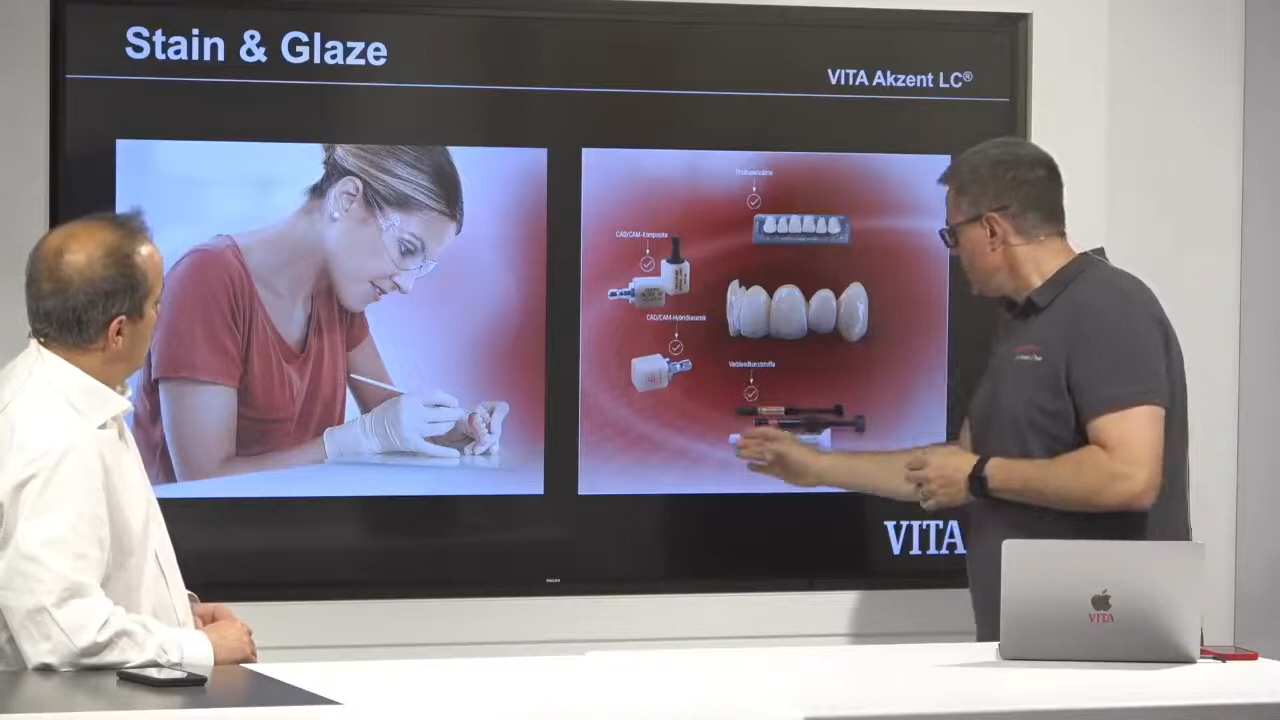 Stain & Glaze
VITA Akzent LC®
Prothesenzähne
CAD/CAM-Komposite
CAD/CAM-Hybridkeramik
Verblendkunststoffe
VITA
VITA